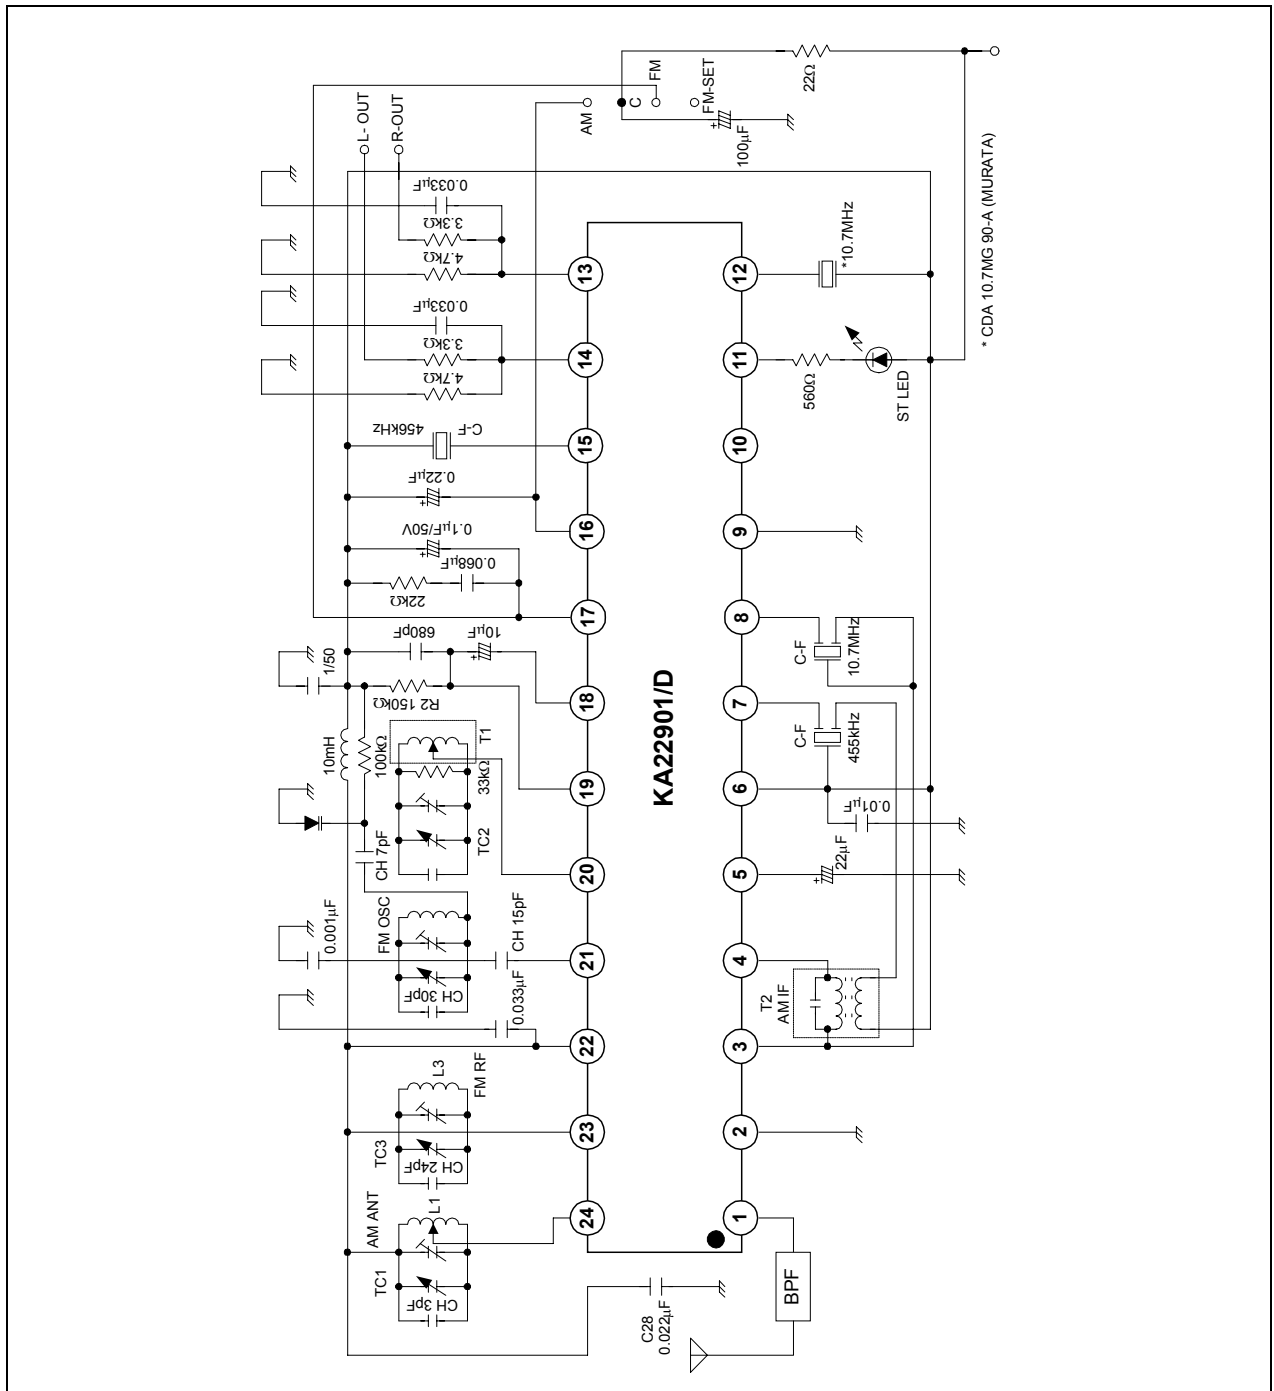 22Ω
AM
C
FM
FM-SET
100µF
+
L- OUT
R-OUT
* CDA 10.7MG 90-A (MURATA)
0.033µF
3.3kΩ
4.7kΩ
0.033µF
3.3kΩ
4.7kΩ
456kHz
C-F
0.22µF
+
0.1µF/50V
+
0.068µF
22kΩ
680pF
10µF
+
1/50
R2 150kΩ
10mH
100kΩ
T1
33kΩ
TC2
CH 7pF
0.001µF
FM OSC
CH 30pF
CH 15pF
0.033µF
L3
FM RF
TC3
CH 24pF
AM ANT
L1
TC1
CH 3pF
13
14
15
16
17
18
19
20
21
22
23
24
KA22901/D
12
11
10
9
8
7
6
5
4
3
2
1
*10.7MHz
560Ω
ST LED
C-F
10.7MHz
C-F
455kHz
0.01µF
22µF
+
T2
AM IF
C28
0.022µF
BPF